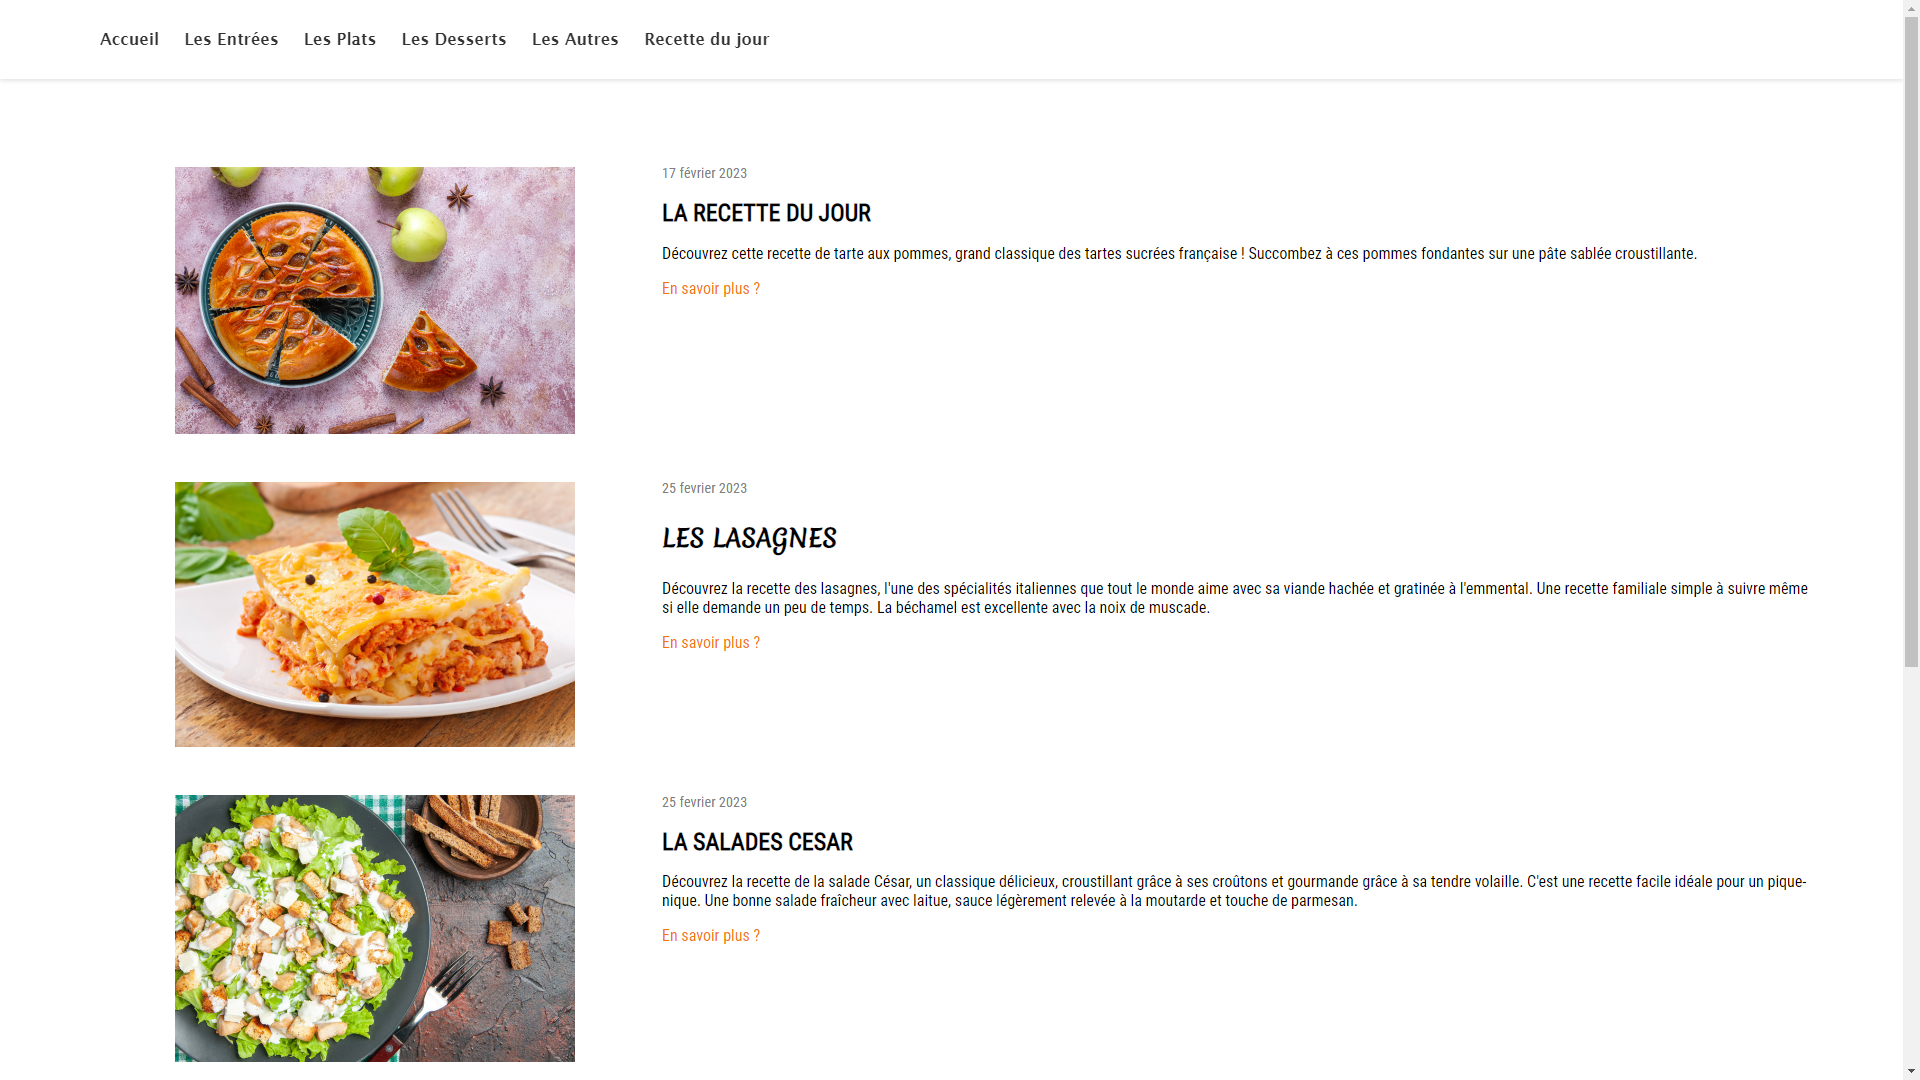 Accueil Les Entrées Les Plats Les Desserts Les Autres Recette du jour
17 février 2023
LA RECETTE DU JOUR
Découvrez cette recette de tarte aux pommes, grand classique des tartes sucrées française ! Succombez à ces pommes fondantes sur une pâte sablée croustillante.
En savoir plus ?
25 fevrier 2023
LES LASAGNES
Découvrez la recette des lasagnes, l'une des spécialités italiennes que tout le monde aime avec sa viande hachée et gratinée à l'emmental. Une recette familiale simple à suivre même
si elle demande un peu de temps. La béchamel est excellente avec la noix de muscade.
En savoir plus ?
25 fevrier 2023
LA SALADES CESAR
Découvrez la recette de la salade César, un classique délicieux, croustillant grâce à ses croûtons et gourmande grâce à sa tendre volaille. C'est une recette facile idéale pour un pique-
nique. Une bonne salade fraîcheur avec laitue, sauce légèrement relevée à la moutarde et touche de parmesan.
En savoir plus ?